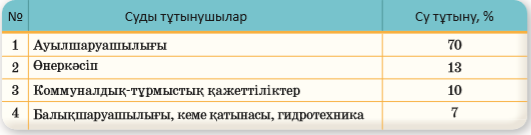 № Суды тұтынушылар Су тұтыну, %
1 Ауылшаруашылығы 70
2 Өнеркәсіп 13
3 Коммуналдық-тұрмыстық қажеттіліктер 10
4 Балықшаруашылығы, кеме қатынасы, гидротехника 7